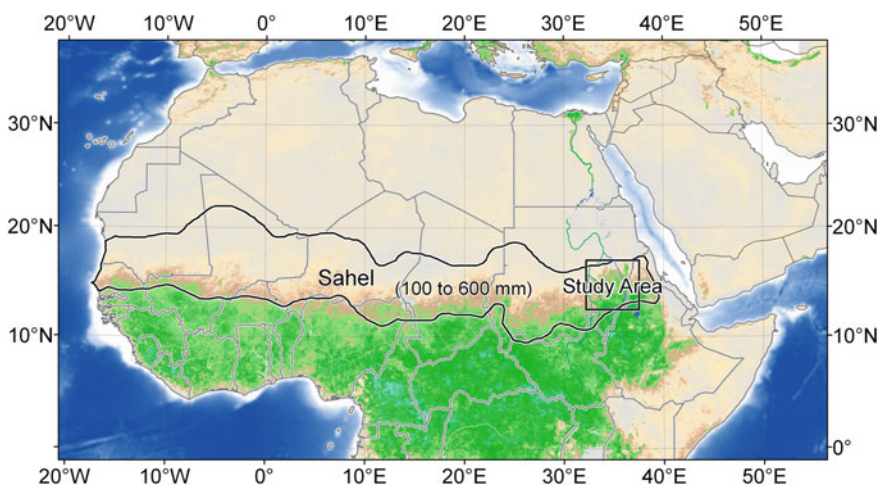 20°W 10°W 0° 10°E 20°E 30°E 40°E 50°E
30°N 30°N
20°N 20°N
Sahel (100 to 600 mm) Study Area
10°N 10°N
0°
20°W 10°W 0° 10°E 20°E 30°E 40°E 50°E